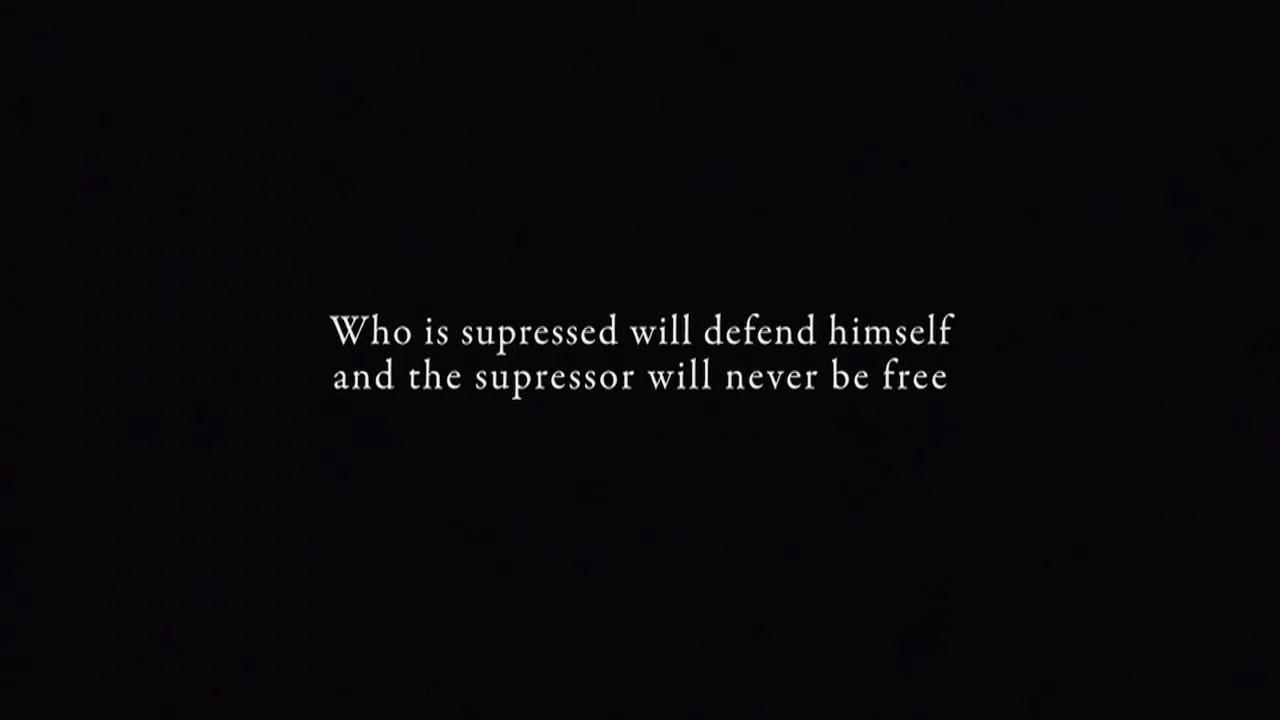 Who is supressed will defend himself
and the supressor will never be free